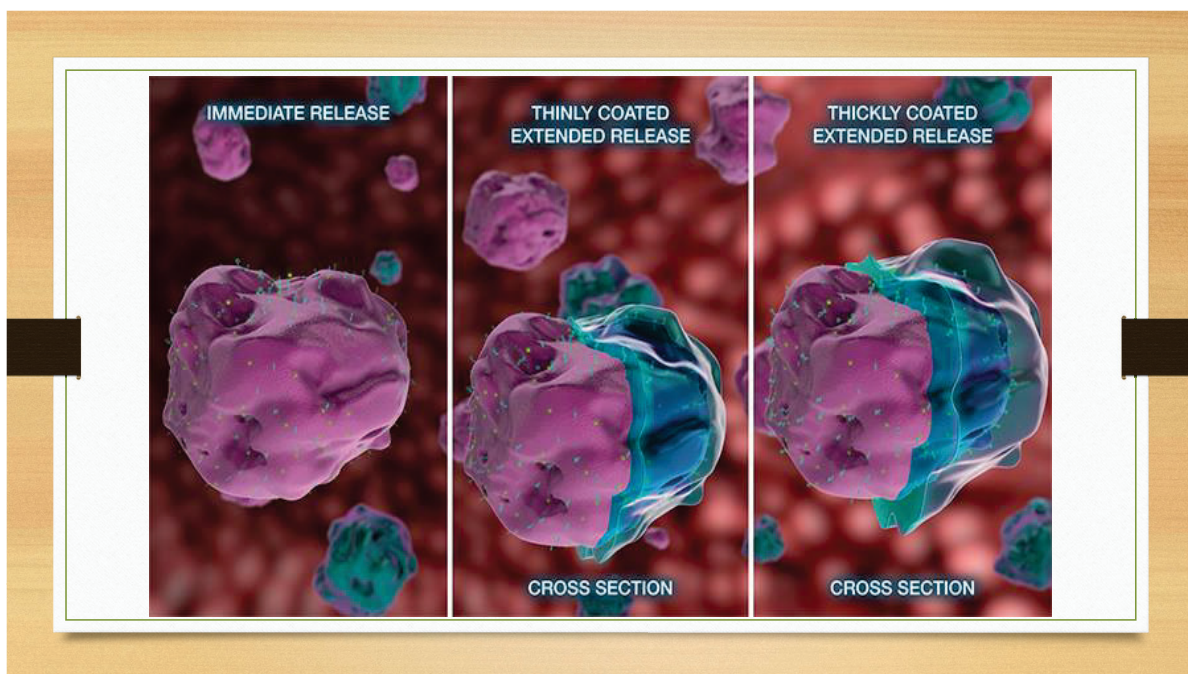 IMMEDIATE RELEASE
THINLY COATED
EXTENDED RELEASE
THICKLY COATED
EXTENDED RELEASE
CROSS SECTION
CROSS SECTION